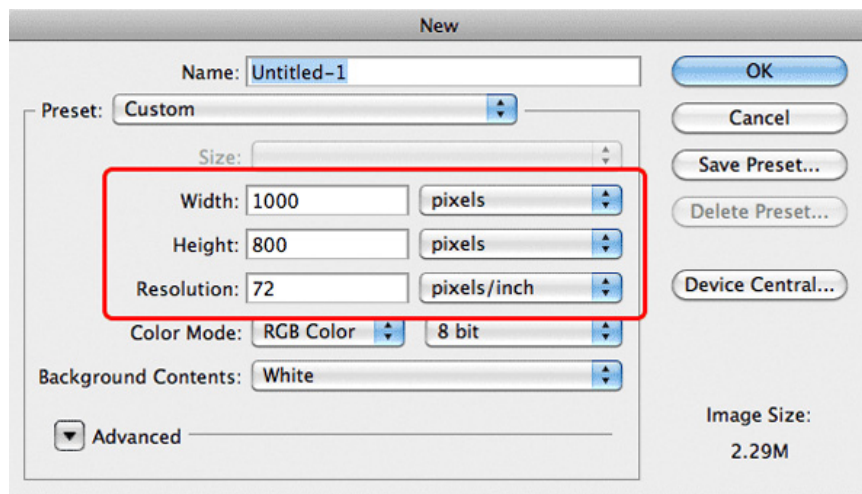 New
Name: Untitled-1
OK
Preset: Custom
Cancel
Size:
Save Preset...
Width: 1000 pixels
Delete Preset...
Height: 800 pixels
Resolution: 72 pixels/inch
Device Central...
Color Mode: RGB Color 8 bit
Background Contents: White
Advanced
Image Size:
2.29M